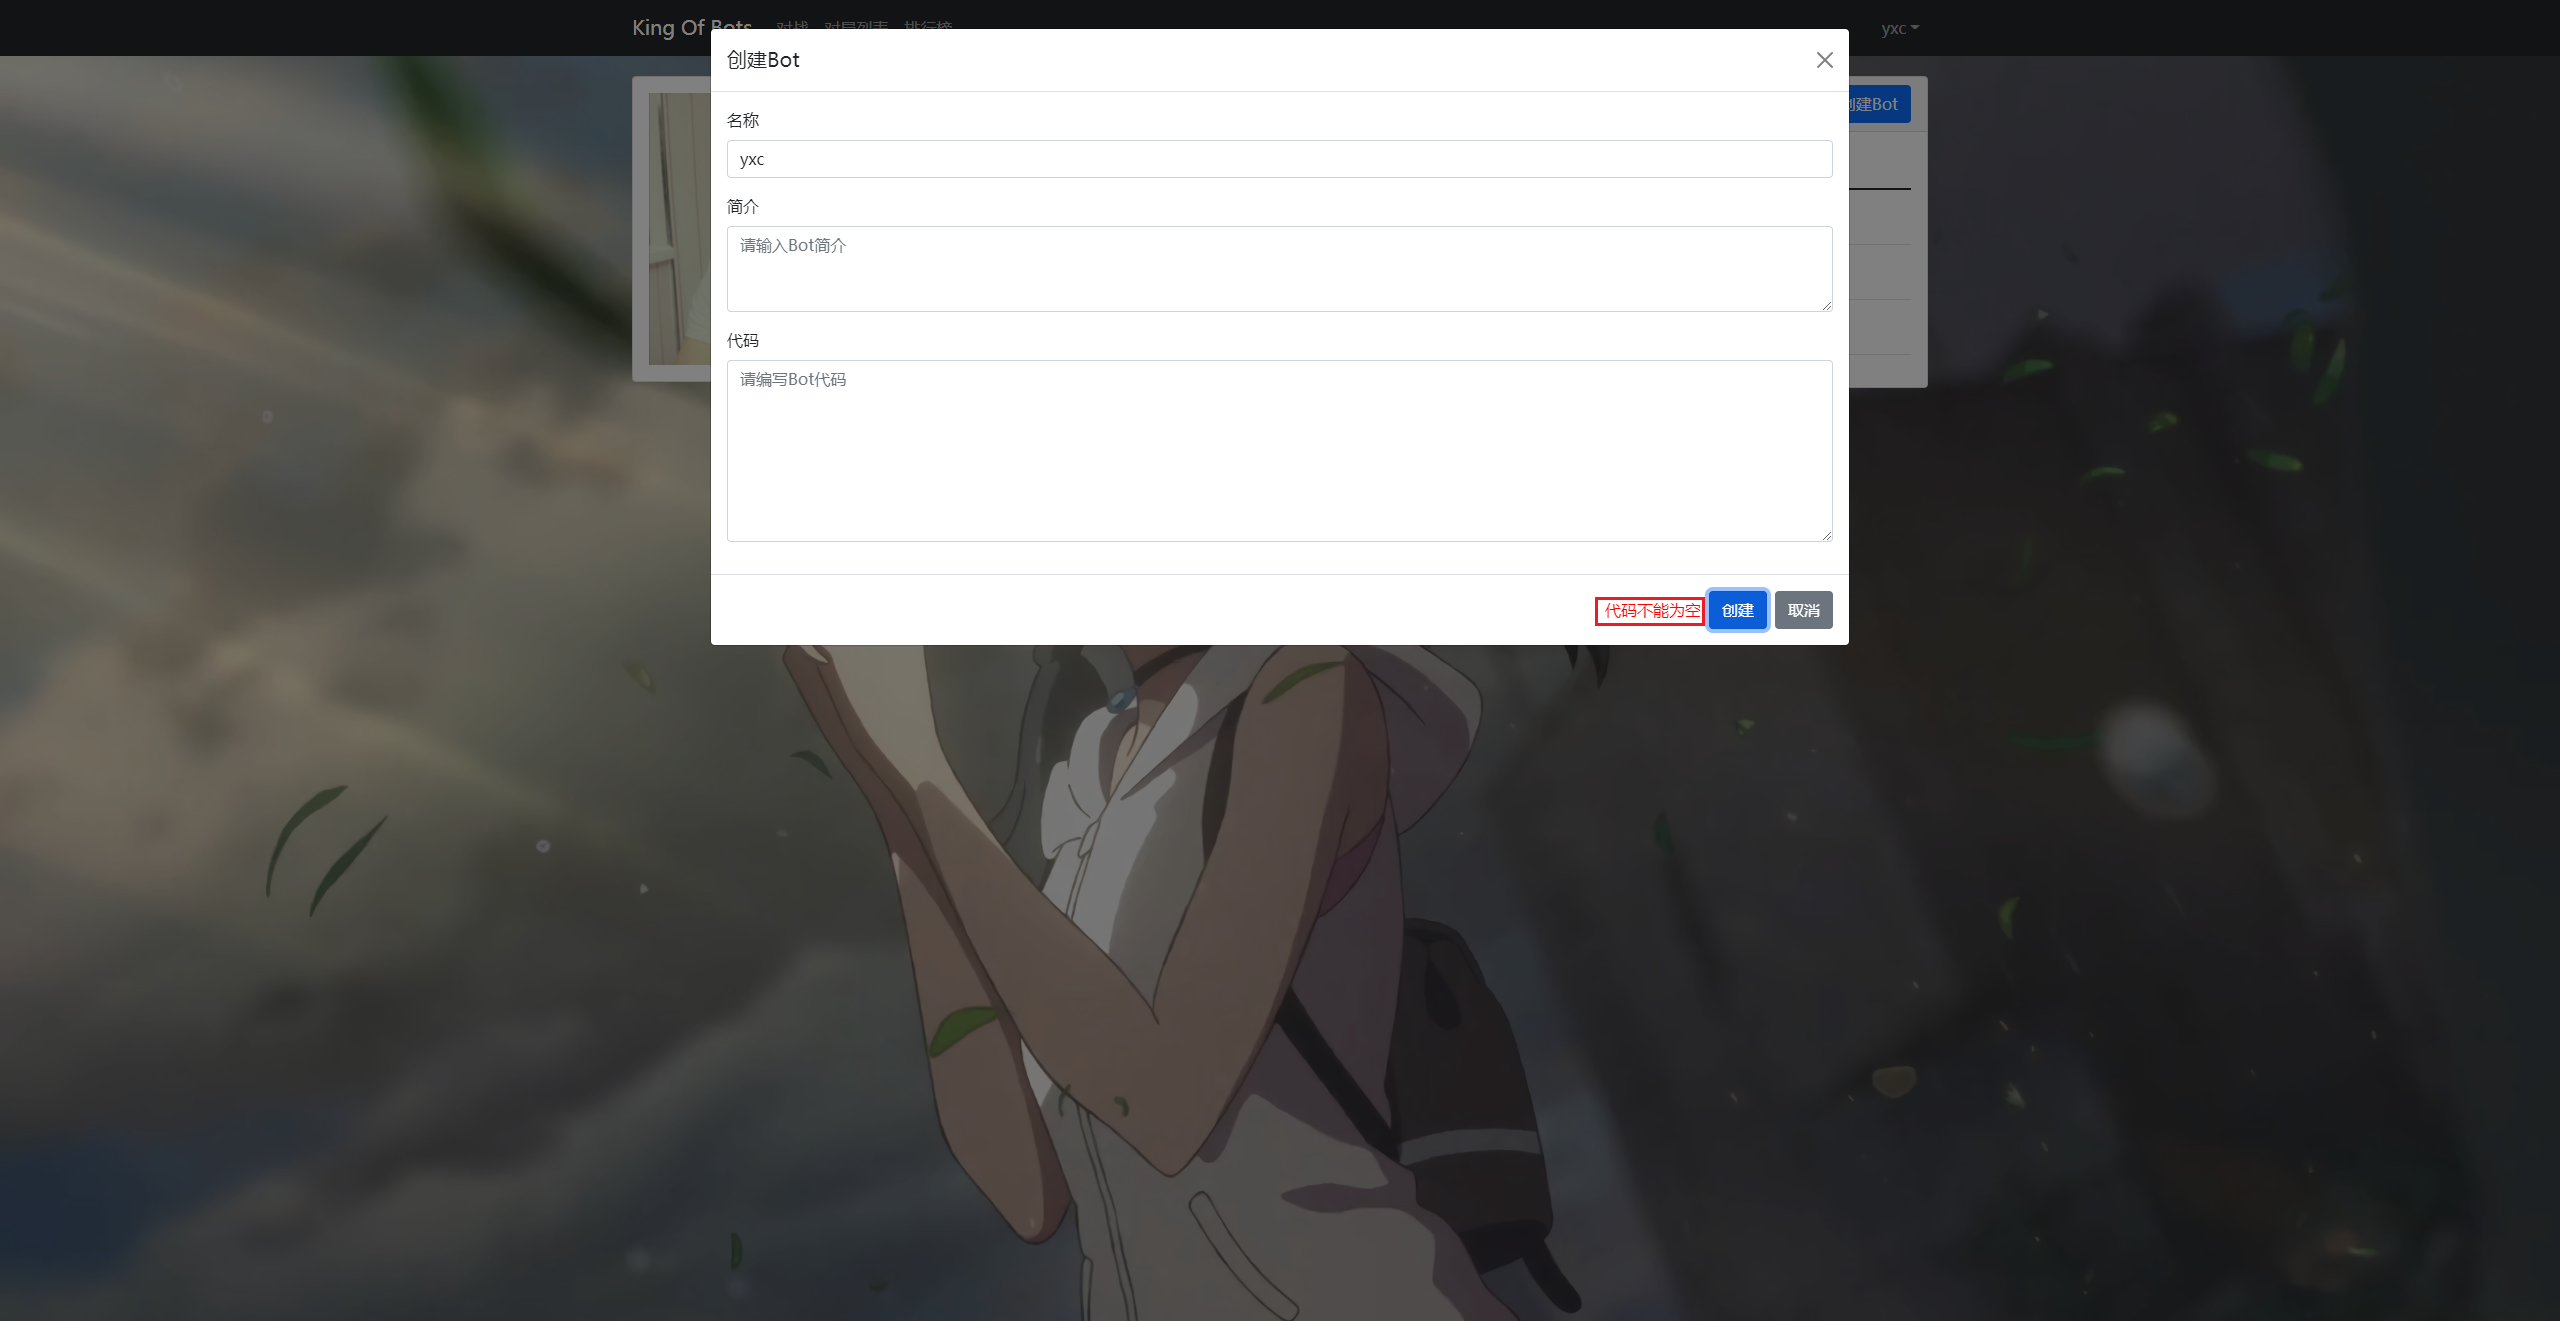 King Of Bots 对战 对局列表 排行榜 yxc
创建Bot
创建Bot
名称
yxc
简介
请输入Bot简介
代码
请编写Bot代码
代码不能为空 创建 取消